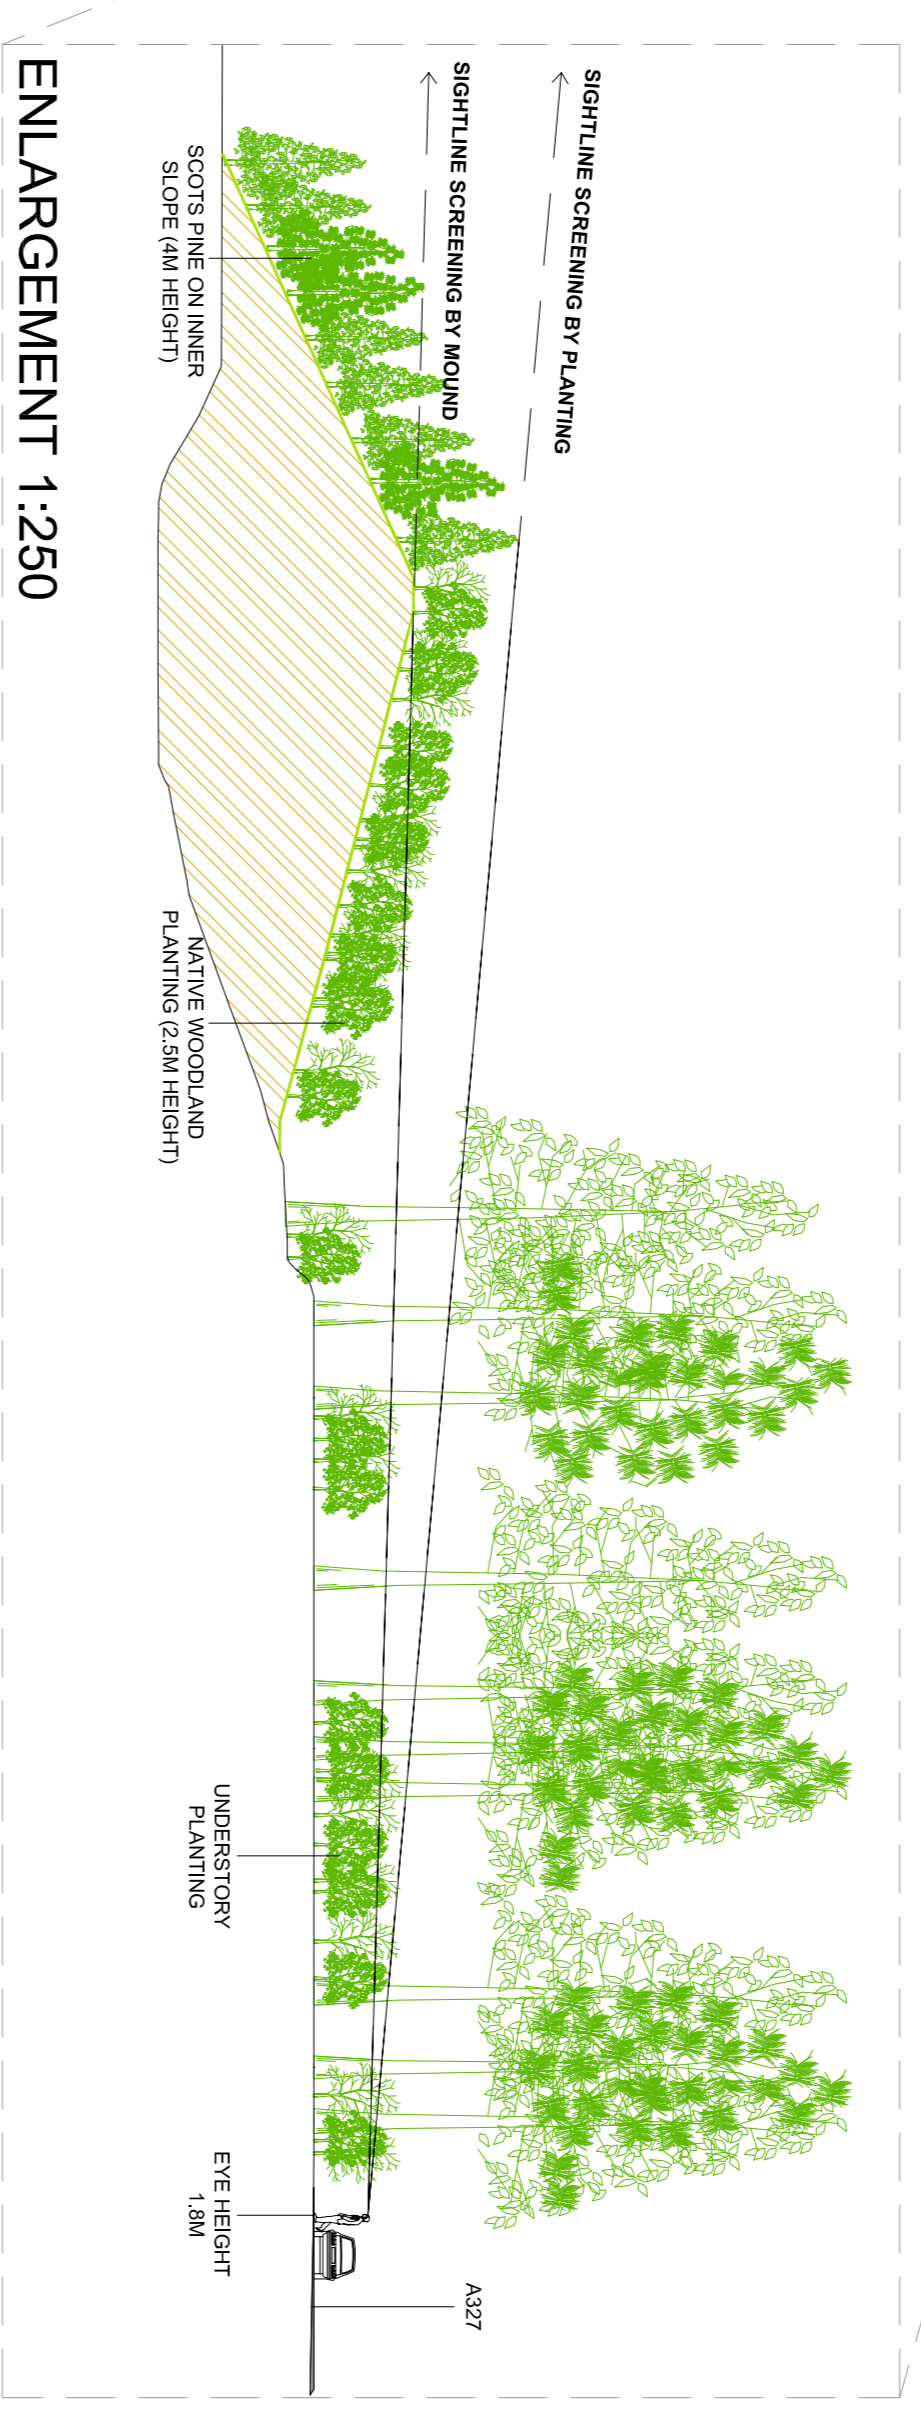 SIGHTLINE SCREENING BY PLANTING
SIGHTLINE SCREENING BY MOUND
A327
SCOTS PINE ON INNER
SLOPE (4M HEIGHT)
NATIVE WOODLAND
PLANTING (2.5M HEIGHT)
UNDERSTORY
PLANTING
EYE HEIGHT
1.8M
ENLARGEMENT 1:250